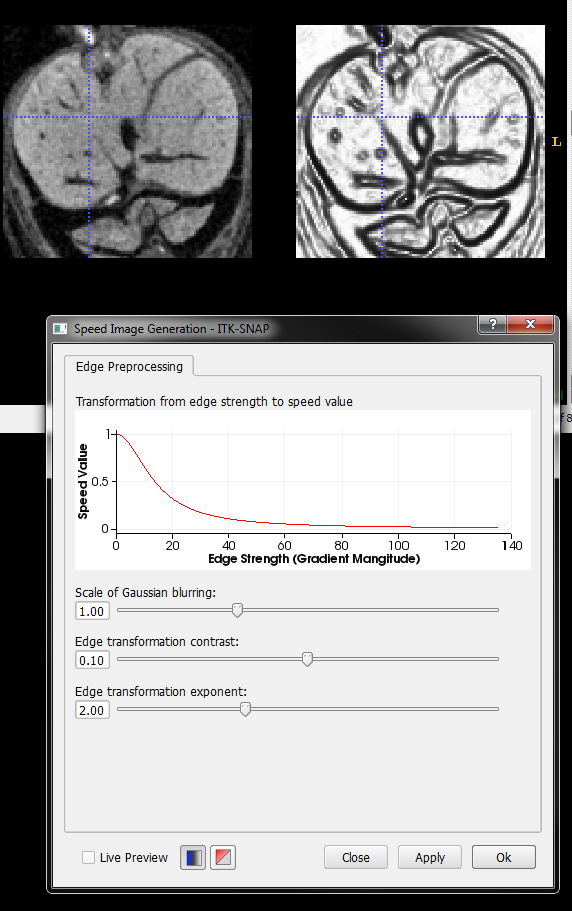 L
Speed Image Generation - ITK-SNAP
?
Edge Preprocessing
Transformation from edge strength to speed value
f 8
Speed Value
1
0.5
0
0 20 40 60 80 100 120 140
Edge Strength (Gradient Mangitude)
Scale of Gaussian blurring:
1.00
Edge transformation contrast:
0.10
Edge transformation exponent:
2.00
Live Preview
Close
Apply
Ok